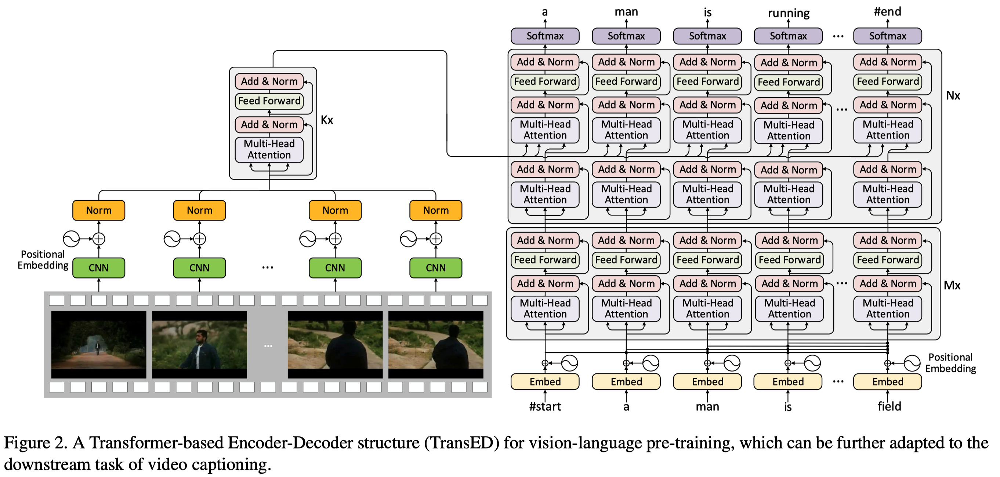 a man is running #end
Softmax Softmax Softmax Softmax ... Softmax
Add & Norm Add & Norm Add & Norm Add & Norm Add & Norm
Feed Forward Feed Forward Feed Forward Feed Forward Feed Forward
Add & Norm Add & Norm Add & Norm Add & Norm ... Add & Norm
Multi-Head Multi-Head Multi-Head Multi-Head Multi-Head
Attention Attention Attention Attention Attention
Add & Norm Add & Norm Add & Norm Add & Norm Add & Norm
Multi-Head Multi-Head Multi-Head Multi-Head Multi-Head
Attention Attention Attention Attention Attention
Nx
Add & Norm Add & Norm Add & Norm Add & Norm Add & Norm
Feed Forward Feed Forward Feed Forward Feed Forward Feed Forward
Add & Norm Add & Norm Add & Norm Add & Norm ... Add & Norm
Multi-Head Multi-Head Multi-Head Multi-Head Multi-Head
Attention Attention Attention Attention Attention
Mx
Positional
Embedding
Embed Embed Embed Embed ... Embed
#start a man is field
Add & Norm
Feed Forward
Add & Norm
Multi-Head
Attention
Kx
Norm Norm Norm Norm
Positional
Embedding
CNN CNN ... CNN CNN
...
Figure 2. A Transformer-based Encoder-Decoder structure (TransED) for vision-language pre-training, which can be further adapted to the
downstream task of video captioning.